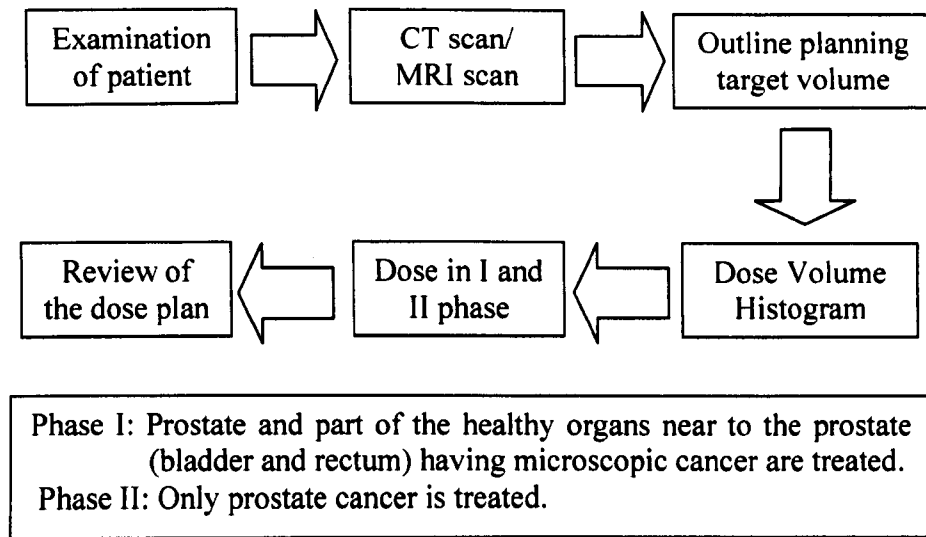 Examination
of patient
CT scan/
MRI scan
Outline planning
target volume
Dose Volume
Histogram
Dose in I and
II phase
Review of
the dose plan
Phase I: Prostate and part of the healthy organs near to the prostate
(bladder and rectum) having microscopic cancer are treated.
Phase II: Only prostate cancer is treated.